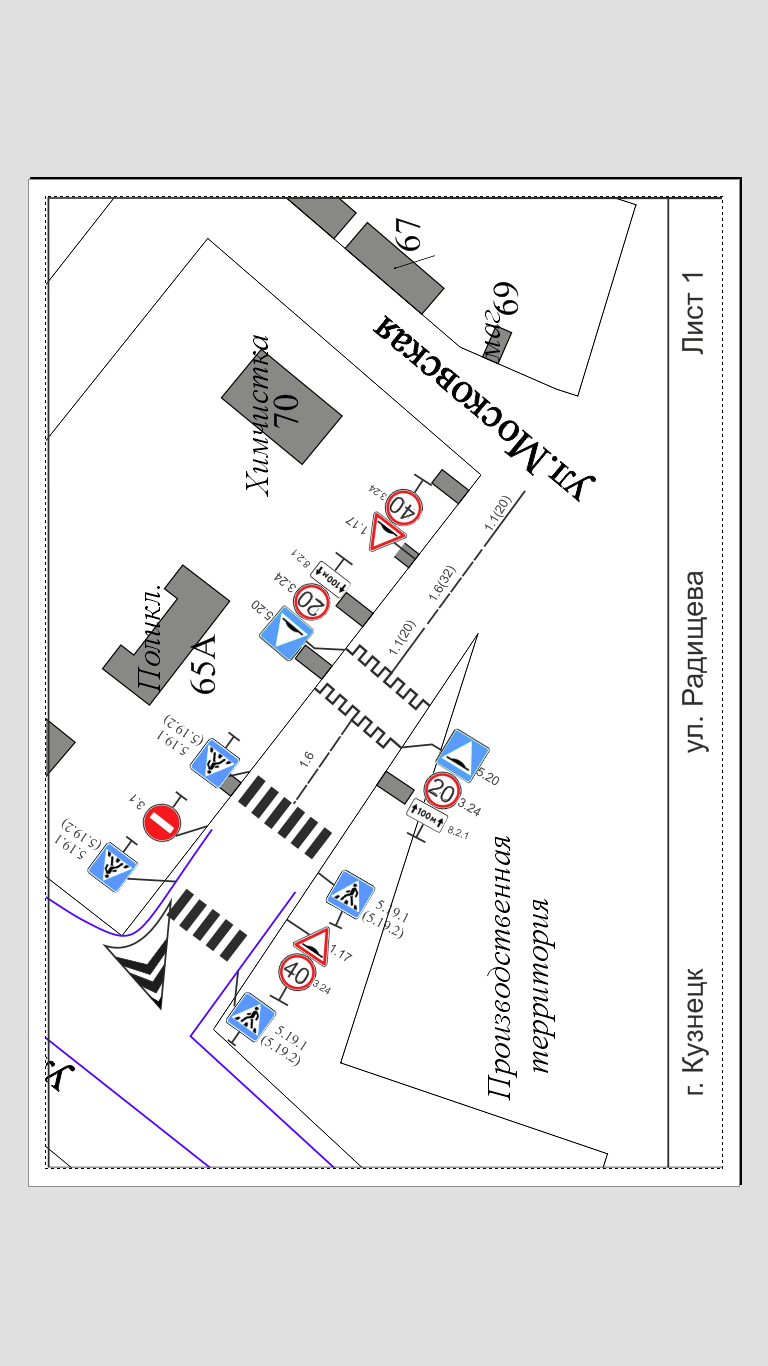 67
маг.
69
ул.Московская
Химчистка
70
3.24
40
1.17
8.2.1
100м
3.24
20
5.20
1.1(20)
1.6(32)
1.1(20)
Поликл.
65А
5.19.1
(5.19.2)
1.6
3.1
5.19.1
(5.19.2)
5.20
20
3.24
100м
8.2.1
5.19.1
(5.19.2)
1.17
40
3.24
5.19.1
(5.19.2)
Производственная
территория
г. Кузнецк
ул. Радищева
Лист 1